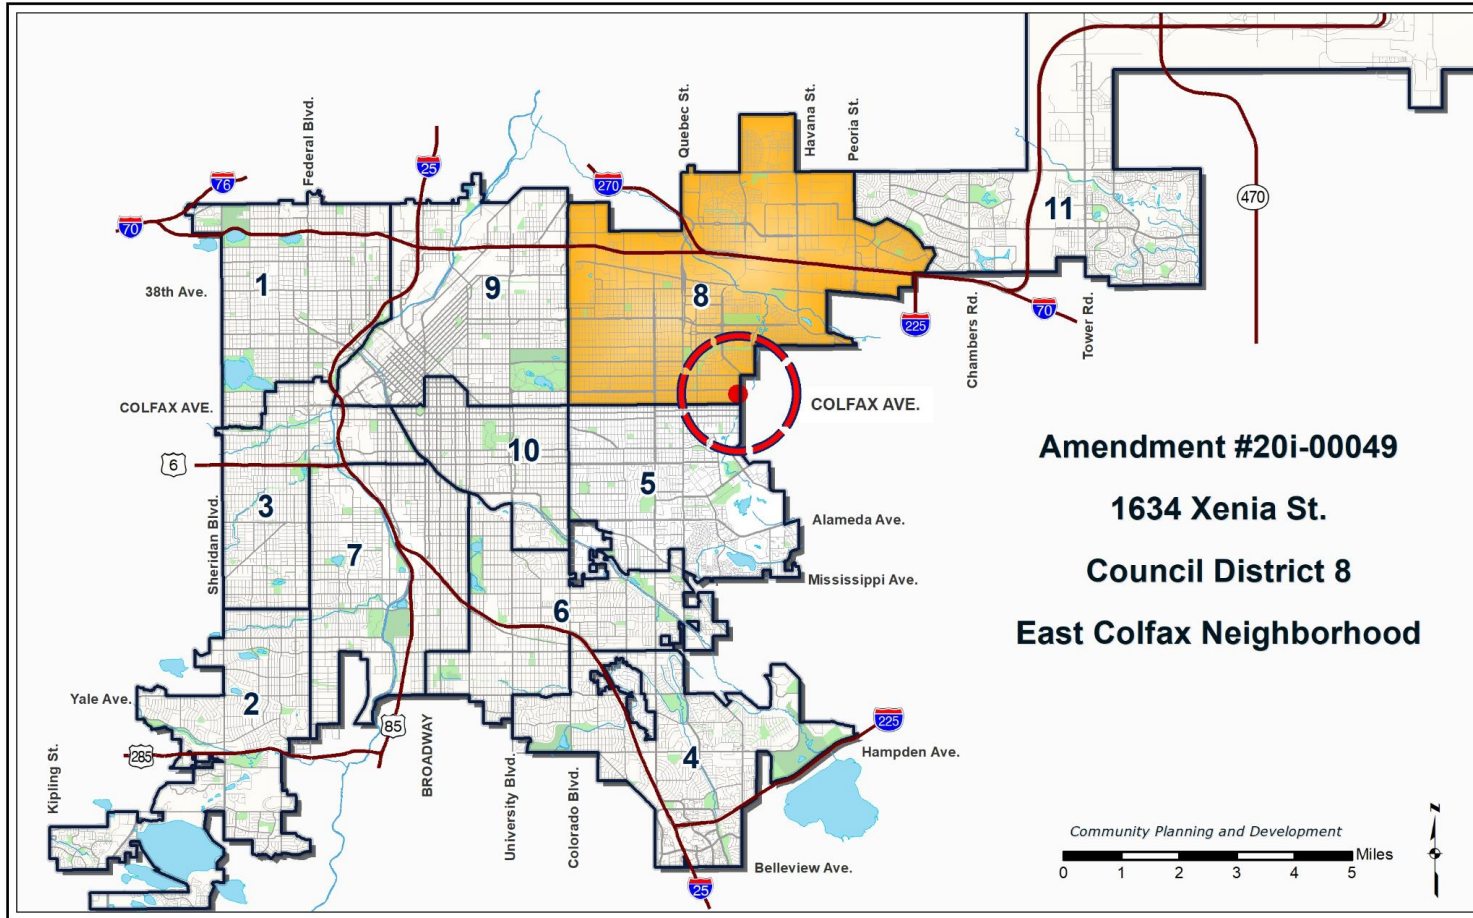 Federal Blvd.
Quebec St.
Havana St.
Peoria St.
25
76
270
70
470
11
1
38th Ave.
9
8
225
Chambers Rd.
70
Tower Rd.
COLFAX AVE.
COLFAX AVE.
6
10
5
3
Sheridan Blvd.
7
Alameda Ave.
Mississippi Ave.
6
Amendment #20i-00049
1634 Xenia St.
Council District 8
East Colfax Neighborhood
Yale Ave.
2
85
285
BROADWAY
University Blvd.
Colorado Blvd.
4
225
Hampden Ave.
Kipling St.
Belleview Ave.
25
Community Planning and Development
Miles
0 1 2 3 4 5
N